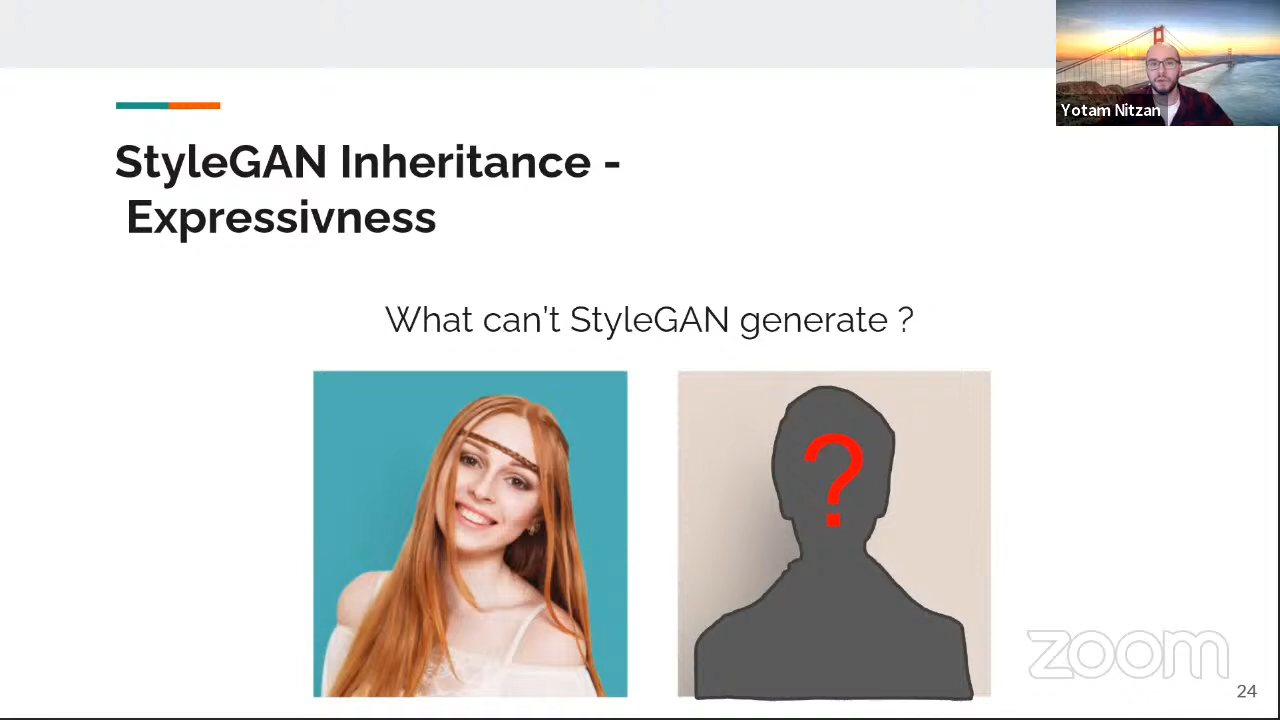 Yotam Nitzan
StyleGAN Inheritance -
Expressivness
What can't StyleGAN generate ?
?
zoom
24